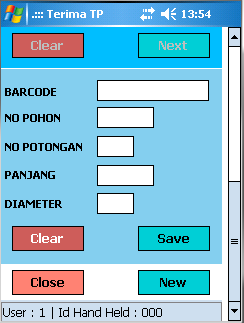 .::: Terima TP 13:54
Clear Next
BARCODE
NO POHON
NO POTONGAN
PANJANG
DIAMETER
Clear Save
Close New
User : 1 | Id Hand Held : 000